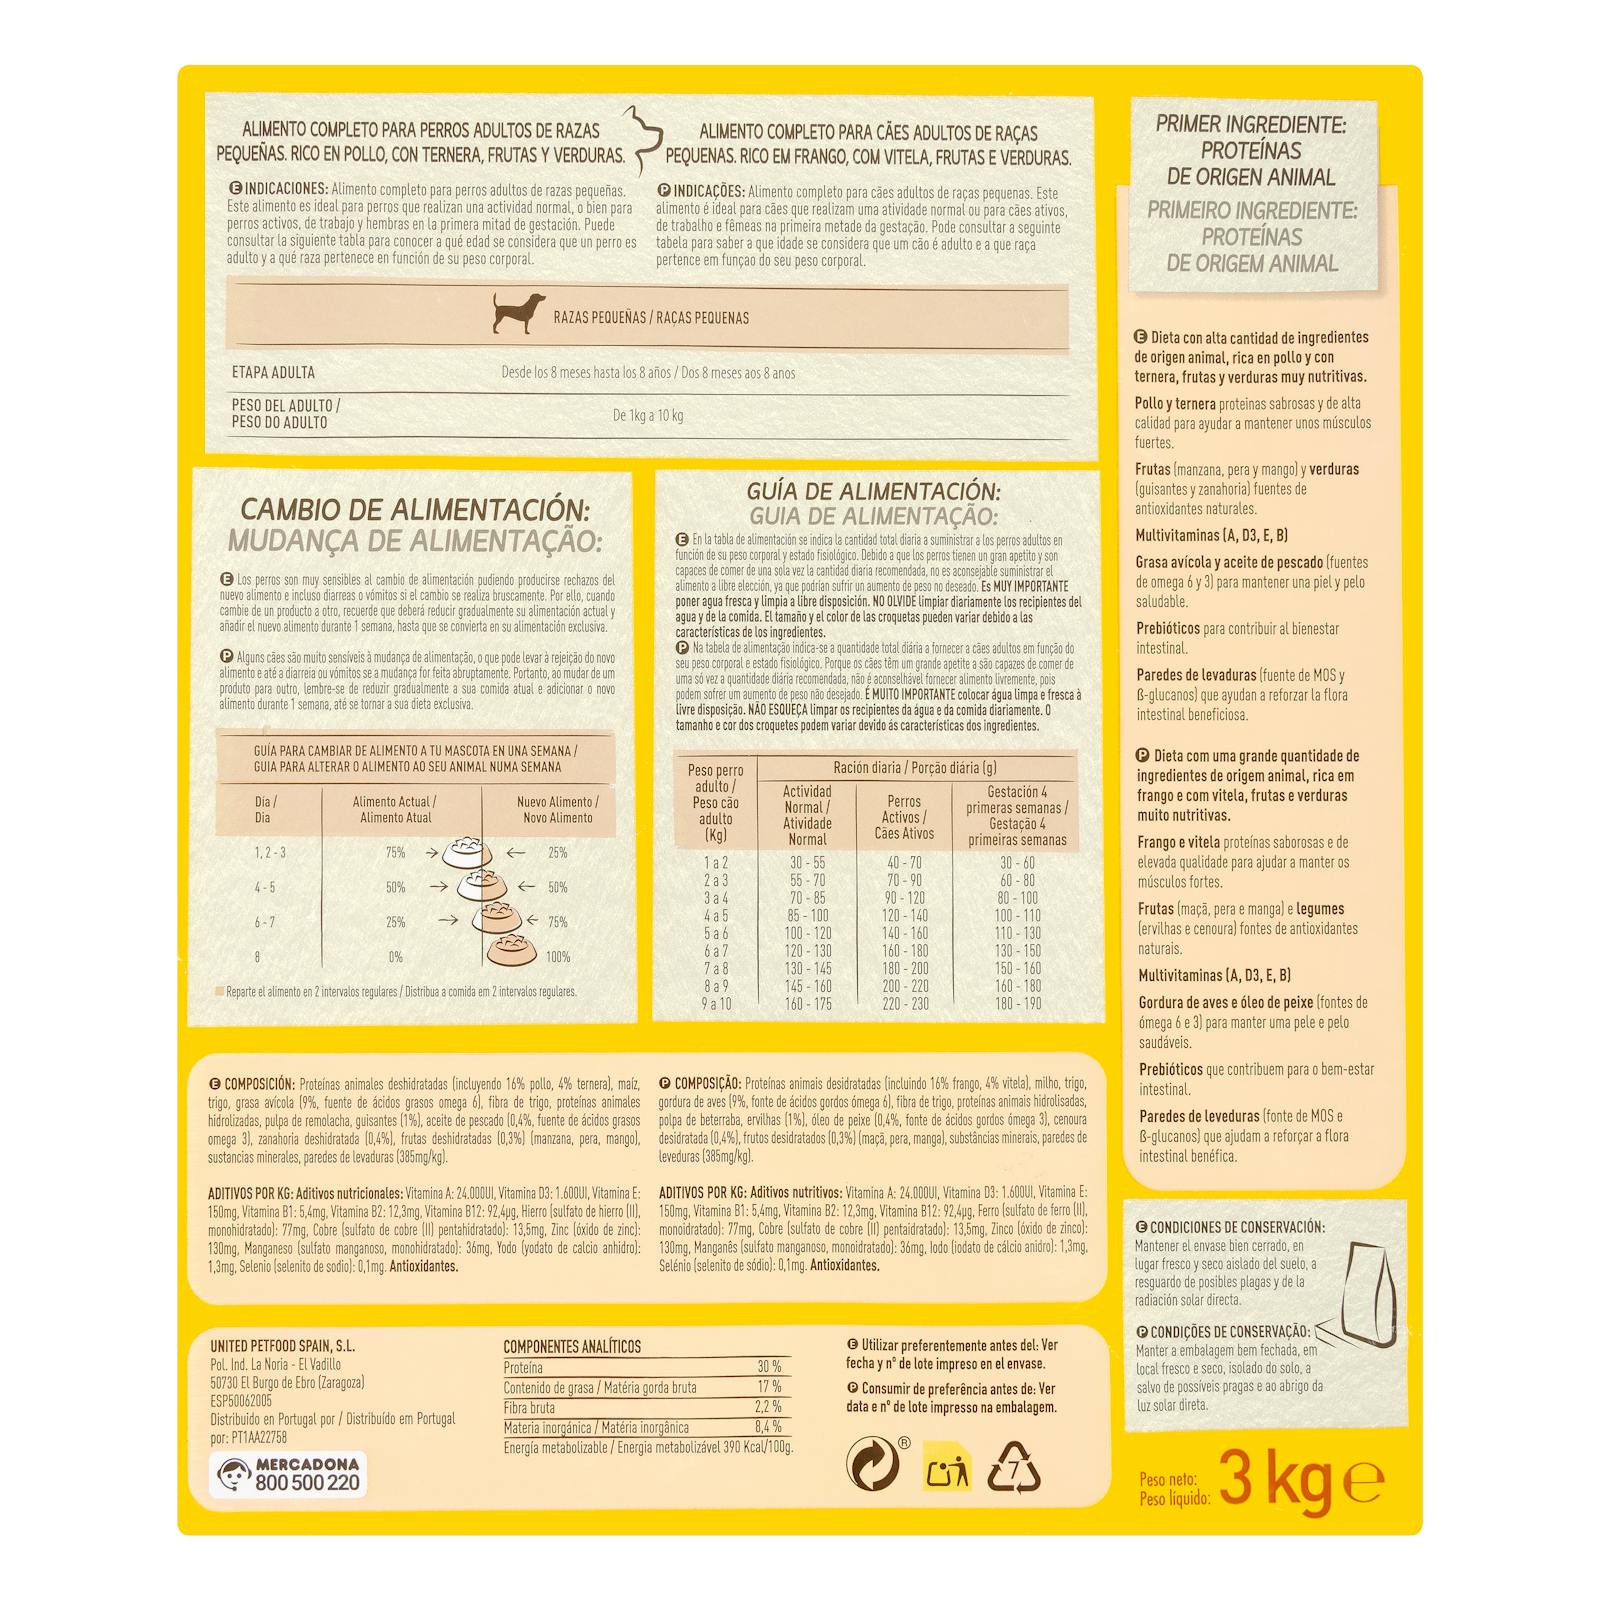 ALIMENTO COMPLETO PARA PERROS ADULTOS DE RAZAS
PEQUEÑAS. RICO EN POLLO, CON TERNERA, FRUTAS Y VERDURAS.
ALIMENTO COMPLETO PARA CÃES ADULTOS DE RAÇAS
PEQUENAS. RICO EM FRANGO, COM VITELA, FRUTAS E VERDURAS.
E INDICACIONES: Alimento completo para perros adultos de razas pequeñas.
Este alimento es ideal para perros que realizan una actividad normal, o bien para
perros activos, de trabajo y hembras en la primera mitad de gestación. Puede
consultar la siguiente tabla para conocer a qué edad se considera que un perro es
adulto y a qué raza pertenece en función de su peso corporal.
P INDICAÇÕES: Alimento completo para cães adultos de raças pequenas. Este
alimento é ideal para cães que realizam uma atividade normal ou para cães ativos,
de trabalho e fêmeas na primeira metade da gestação. Pode consultar a seguinte
tabela para saber a que idade se considera que um cão é adulto e a que raça
pertence em funçao do seu peso corporal.
RAZAS PEQUEÑAS / RAÇAS PEQUENAS
ETAPA ADULTA Desde los 8 meses hasta los 8 años / Dos 8 meses aos 8 anos
PESO DEL ADULTO /
PESO DO ADULTO
De 1kg a 10 kg
CAMBIO DE ALIMENTACIÓN:
MUDANÇA DE ALIMENTAÇÃO:
E Los perros son muy sensibles al cambio de alimentación pudiendo producirse rechazos del
nuevo alimento e incluso diarreas o vómitos si el cambio se realiza bruscamente. Por ello, cuando
cambie de un producto a otro, recuerde que deberá reducir gradualmente su alimentación actual y
añadir el nuevo alimento durante 1 semana, hasta que se convierta en su alimentación exclusiva.
P Alguns cães são muito sensíveis à mudança de alimentação, o que pode levar à rejeição do novo
alimento e até a diarreia ou vómitos se a mudança for feita abruptamente. Portanto, ao mudar de um
produto para outro, lembre-se de reduzir gradualmente a sua comida atual e adicionar o novo
alimento durante 1 semana, até se tornar a sua dieta exclusiva.
GUÍA PARA CAMBIAR DE ALIMENTO A TU MASCOTA EN UNA SEMANA /
GUIA PARA ALTERAR O ALIMENTO AO SEU ANIMAL NUMA SEMANA
Día / Alimento Actual / Nuevo Alimento /
Dia Alimento Atual Novo Alimento
1, 2 - 3 75% 25%
4 - 5 50% 50%
6 - 7 25% 75%
8 0% 100%
Reparte el alimento en 2 intervalos regulares / Distribua a comida em 2 intervalos regulares.
GUÍA DE ALIMENTACIÓN:
GUIA DE ALIMENTAÇÃO:
E En la tabla de alimentación se indica la cantidad total diaria a suministrar a los perros adultos en
función de su peso corporal y estado fisiológico. Debido a que los perros tienen un gran apetito y son
capaces de comer de una sola vez la cantidad diaria recomendada, no es aconsejable suministrar el
alimento a libre elección, ya que podrían sufrir un aumento de peso no deseado. Es MUY IMPORTANTE
poner agua fresca y limpia a libre disposición. NO OLVIDE limpiar diariamente los recipientes del
agua y de la comida. El tamaño y el color de las croquetas pueden variar debido a las
características de los ingredientes.
P Na tabela de alimentação indica-se a quantidade total diária a fornecer a cães adultos em função do
seu peso corporal e estado fisiológico. Porque os cães têm um grande apetite a são capazes de comer de
uma só vez a quantidade diária recomendada, não é aconselhável fornecer alimento livremente, pois
podem sofrer um aumento de peso não desejado. É MUITO IMPORTANTE colocar água limpa e fresca à
livre disposição. NÃO ESQUEÇA limpar os recipientes da água e da comida diariamente. O
tamanho e cor dos croquetes podem variar devido ás características dos ingredientes.
Peso perro
adulto /
Peso cão
adulto
(Kg)
Ración diaria / Porção diária (g)
Actividad
Normal /
Atividade
Normal
Perros
Activos /
Cães Ativos
Gestación 4
primeras semanas /
Gestação 4
primeiras semanas
1 a 2 30 - 55 40 - 70 30 - 60
2 a 3 55 - 70 70 - 90 60 - 80
3 a 4 70 - 85 90 - 120 80 - 100
4 a 5 85 - 100 120 - 140 100 - 110
5 a 6 100 - 120 140 - 160 110 - 130
6 a 7 120 - 130 160 - 180 130 - 150
7 a 8 130 - 145 180 - 200 150 - 160
8 a 9 145 - 160 200 - 220 160 - 180
9 a 10 160 - 175 220 - 230 180 - 190
E COMPOSICIÓN: Proteínas animales deshidratadas (incluyendo 16% pollo, 4% ternera), maíz,
trigo, grasa avícola (9%, fuente de ácidos grasos omega 6), fibra de trigo, proteínas animales
hidrolizadas, pulpa de remolacha, guisantes (1%), aceite de pescado (0,4%, fuente de ácidos grasos
omega 3), zanahoria deshidratada (0,4%), frutas deshidratadas (0,3%) (manzana, pera, mango),
sustancias minerales, paredes de levaduras (385mg/kg).
ADITIVOS POR KG: Aditivos nutricionales: Vitamina A: 24.000UI, Vitamina D3: 1.600UI, Vitamina E:
150mg, Vitamina B1: 5,4mg, Vitamina B2: 12,3mg, Vitamina B12: 92,4µg, Hierro (sulfato de hierro (II),
monohidratado): 77mg, Cobre (sulfato de cobre (II) pentahidratado): 13,5mg, Zinc (óxido de zinc):
130mg, Manganeso (sulfato manganoso, monohidratado): 36mg, Yodo (yodato de calcio anhidro):
1,3mg, Selenio (selenito de sodio): 0,1mg. Antioxidantes.
P COMPOSIÇÃO: Proteínas animais desidratadas (incluindo 16% frango, 4% vitela), milho, trigo,
gordura de aves (9%, fonte de ácidos gordos ómega 6), fibra de trigo, proteínas animais hidrolisadas,
polpa de beterraba, ervilhas (1%), óleo de peixe (0,4%, fonte de ácidos gordos ómega 3), cenoura
desidratada (0,4%), frutos desidratados (0,3%) (maçã, pera, manga), substâncias minerais, paredes de
leveduras (385mg/kg).
ADITIVOS POR KG: Aditivos nutritivos: Vitamina A: 24.000UI, Vitamina D3: 1.600UI, Vitamina E:
150mg, Vitamina B1: 5,4mg, Vitamina B2: 12,3mg, Vitamina B12: 92,4µg, Ferro (sulfato de ferro (II),
monoidratado): 77mg, Cobre (sulfato de cobre (II) pentaidratado): 13,5mg, Zinco (óxido de zinco):
130mg, Manganês (sulfato manganoso, monoidratado): 36mg, Iodo (iodato de cálcio anidro): 1,3mg,
Selénio (selenito de sódio): 0,1mg. Antioxidantes.
UNITED PETFOOD SPAIN, S.L.
Pol. Ind. La Noria - El Vadillo
50730 El Burgo de Ebro (Zaragoza)
ESP50062005
Distribuido en Portugal por / Distribuído em Portugal
por: PT1AA22758
MERCADONA
800 500 220
COMPONENTES ANALÍTICOS
Proteína 30 %
Contenido de grasa / Matéria gorda bruta 17 %
Fibra bruta 2,2 %
Materia inorgánica / Matéria inorgânica 8,4 %
Energía metabolizable / Energia metabolizável 390 Kcal/100g.
E Utilizar preferentemente antes del: Ver
fecha y nº de lote impreso en el envase.
P Consumir de preferência antes de: Ver
data e nº de lote impresso na embalagem.
®
7
PRIMER INGREDIENTE:
PROTEÍNAS
DE ORIGEN ANIMAL
PRIMEIRO INGREDIENTE:
PROTEÍNAS
DE ORIGEM ANIMAL
E Dieta con alta cantidad de ingredientes
de origen animal, rica en pollo y con
ternera, frutas y verduras muy nutritivas.
Pollo y ternera proteinas sabrosas y de alta
calidad para ayudar a mantener unos músculos
fuertes.
Frutas (manzana, pera y mango) y verduras
(guisantes y zanahoria) fuentes de
antioxidantes naturales.
Multivitaminas (A, D3, E, B)
Grasa avícola y aceite de pescado (fuentes
de omega 6 y 3) para mantener una piel y pelo
saludable.
Prebióticos para contribuir al bienestar
intestinal.
Paredes de levaduras (fuente de MOS y
ß-glucanos) que ayudan a reforzar la flora
intestinal beneficiosa.
P Dieta com uma grande quantidade de
ingredientes de origem animal, rica em
frango e com vitela, frutas e verduras
muito nutritivas.
Frango e vitela proteínas saborosas e de
elevada qualidade para ajudar a manter os
músculos fortes.
Frutas (maçã, pera e manga) e legumes
(ervilhas e cenoura) fontes de antioxidantes
naturais.
Multivitaminas (A, D3, E, B)
Gordura de aves e óleo de peixe (fontes de
ómega 6 e 3) para manter uma pele e pelo
saudáveis.
Prebióticos que contribuem para o bem-estar
intestinal.
Paredes de leveduras (fonte de MOS e
ß-glucanos) que ajudam a reforçar a flora
intestinal benéfica.
E CONDICIONES DE CONSERVACIÓN:
Mantener el envase bien cerrado, en
lugar fresco y seco aislado del suelo, a
resguardo de posibles plagas y de la
radiación solar directa.
P CONDIÇÕES DE CONSERVAÇÃO:
Manter a embalagem bem fechada, em
local fresco e seco, isolado do solo, a
salvo de possíveis pragas e ao abrigo da
luz solar direta.
Peso neto:
Peso líquido:
3 kg e